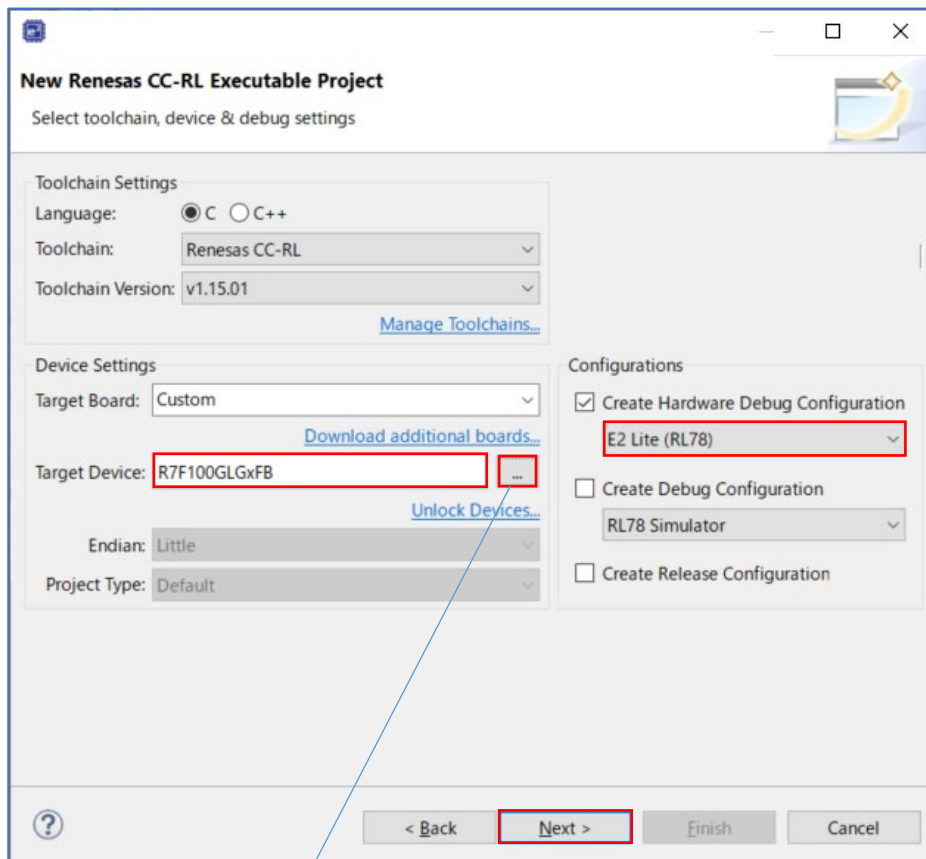 New Renesas CC-RL Executable Project
Select toolchain, device & debug settings
Toolchain Settings
Language: C C++
Toolchain: Renesas CC-RL
Toolchain Version: v1.15.01
Manage Toolchains...
Device Settings
Target Board: Custom
Download additional boards...
Target Device: R7F100GLGxFB ...
Unlock Devices...
Endian: Little
Project Type: Default
Configurations
Create Hardware Debug Configuration
E2 Lite (RL78)
Create Debug Configuration
RL78 Simulator
Create Release Configuration
? < Back Next > Finish Cancel